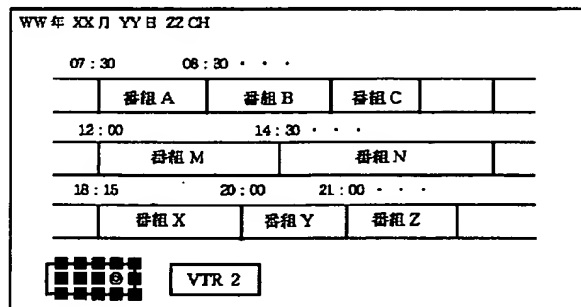 WW年 XX月 YY日 ZZ CH
07:30 08:30 ・・・
番組A 番組B 番組C
12:00 14:30 ・・・
番組M 番組N
18:15 20:00 21:00 ・・・
番組X 番組Y 番組Z
VTR 2